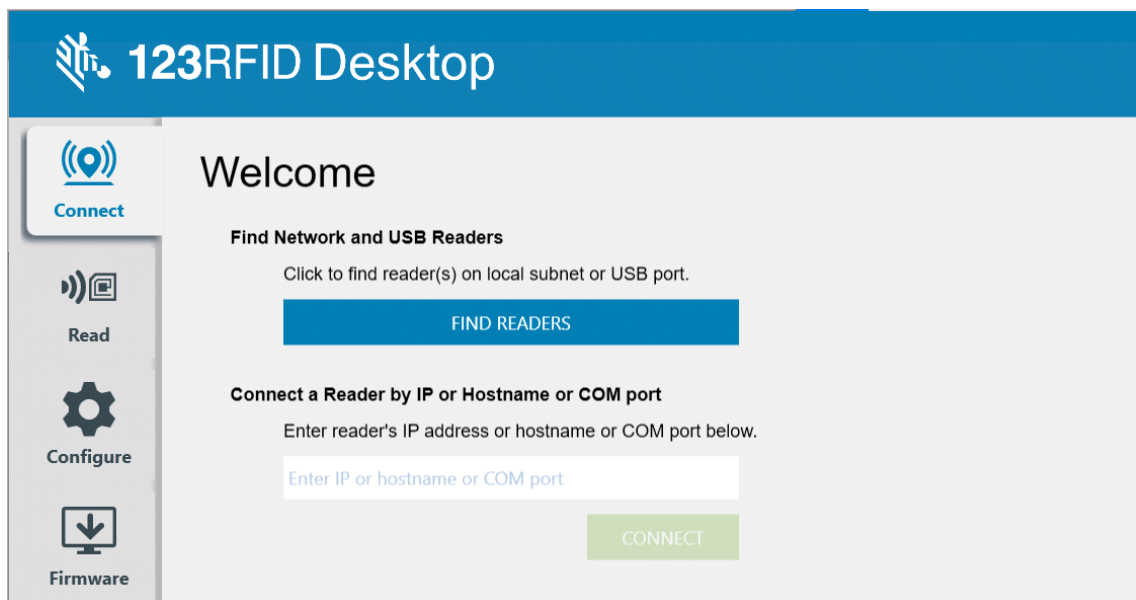 123RFID Desktop
Connect
Read
Configure
Firmware
Welcome
Find Network and USB Readers
Click to find reader(s) on local subnet or USB port.
FIND READERS
Connect a Reader by IP or Hostname or COM port
Enter reader's IP address or hostname or COM port below.
Enter IP or hostname or COM port
CONNECT